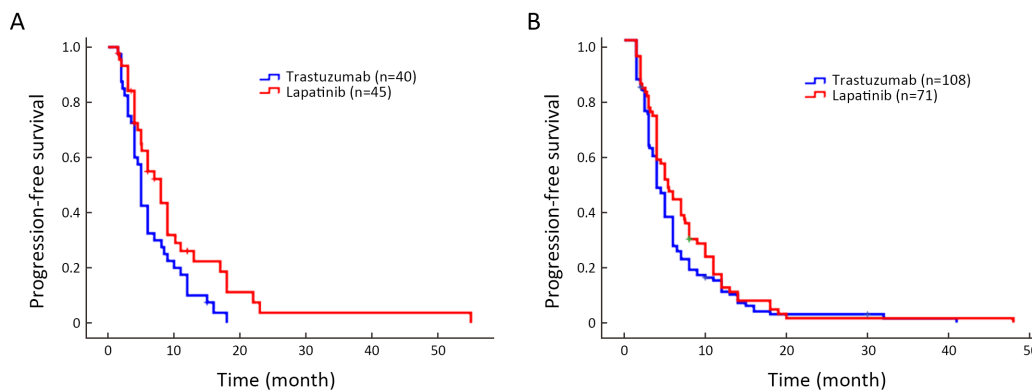 A
Progression-free survival
1.0
0.8
0.6
0.4
0.2
0
Trastuzumab (n=40)
Lapatinib (n=45)
0 10 20 30 40 50
Time (month)
B
Progression-free survival
1.0
0.8
0.6
0.4
0.2
0
Trastuzumab (n=108)
Lapatinib (n=71)
0 10 20 30 40 50
Time (month)